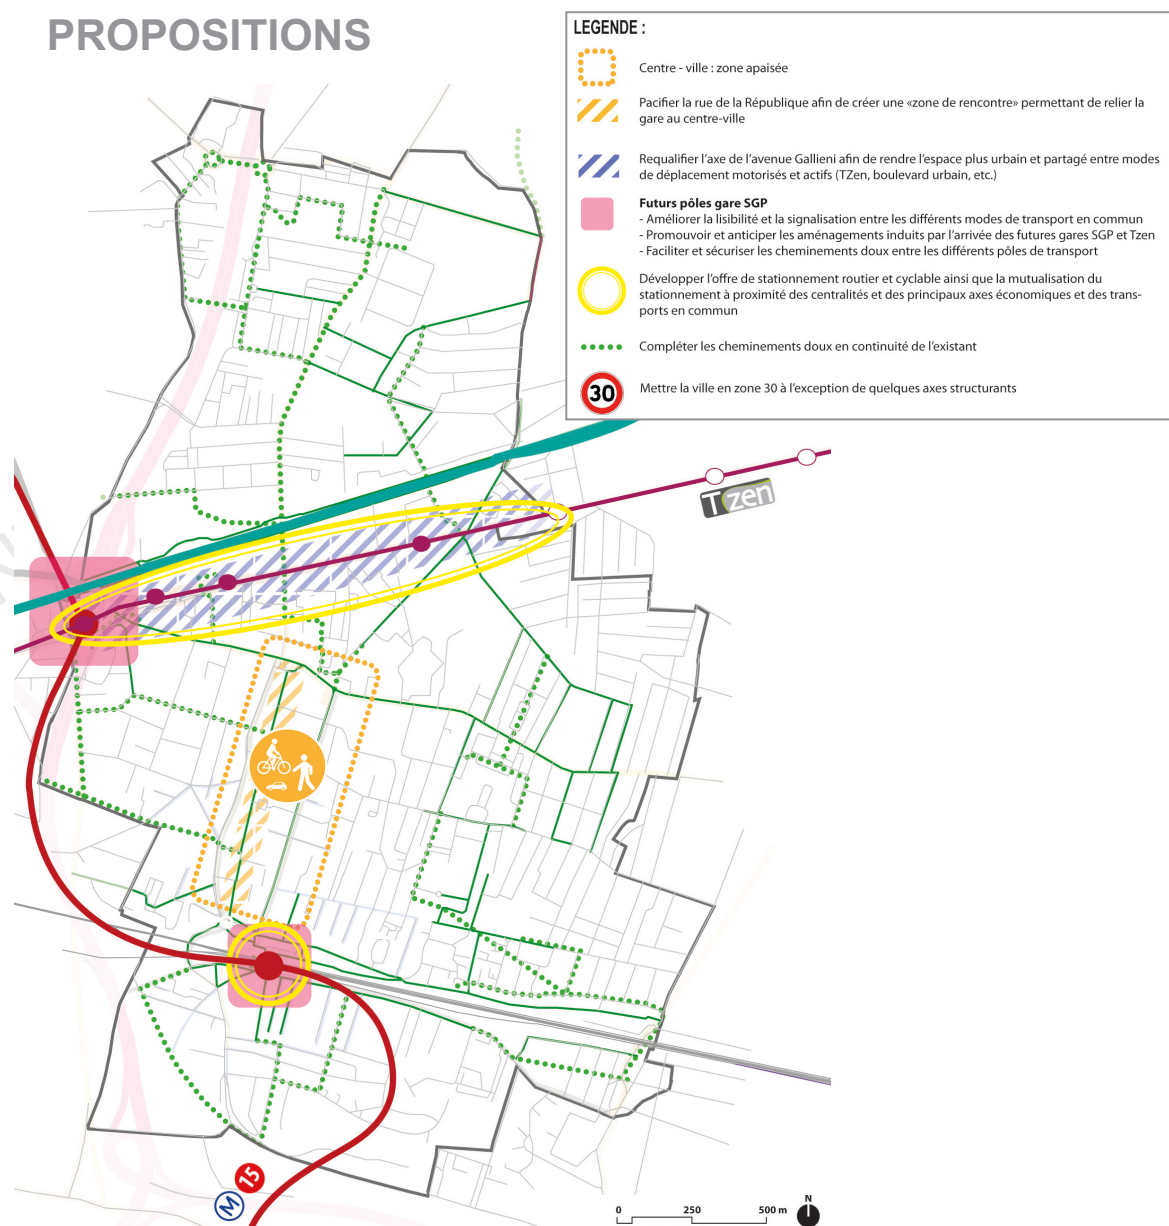 PROPOSITIONS
LEGENDE :
Centre - ville : zone apaisée
Pacifier la rue de la République afin de créer une «zone de rencontre» permettant de relier la
gare au centre-ville
Requalifier l'axe de l'avenue Gallieni afin de rendre l'espace plus urbain et partagé entre modes
de déplacement motorisés et actifs (TZen, boulevard urbain, etc.)
Futurs pôles gare SGP
- Améliorer la lisibilité et la signalisation entre les différents modes de transport en commun
- Promouvoir et anticiper les aménagements induits par l'arrivée des futures gares SGP et Tzen
- Faciliter et sécuriser les cheminements doux entre les différents pôles de transport
Développer l'offre de stationnement routier et cyclable ainsi que la mutualisation du
stationnement à proximité des centralités et des principaux axes économiques et des trans-
ports en commun
Compléter les cheminements doux en continuité de l'existant
30
Mettre la ville en zone 30 à l'exception de quelques axes structurants
T zen
M 15
0 250 500 m
N